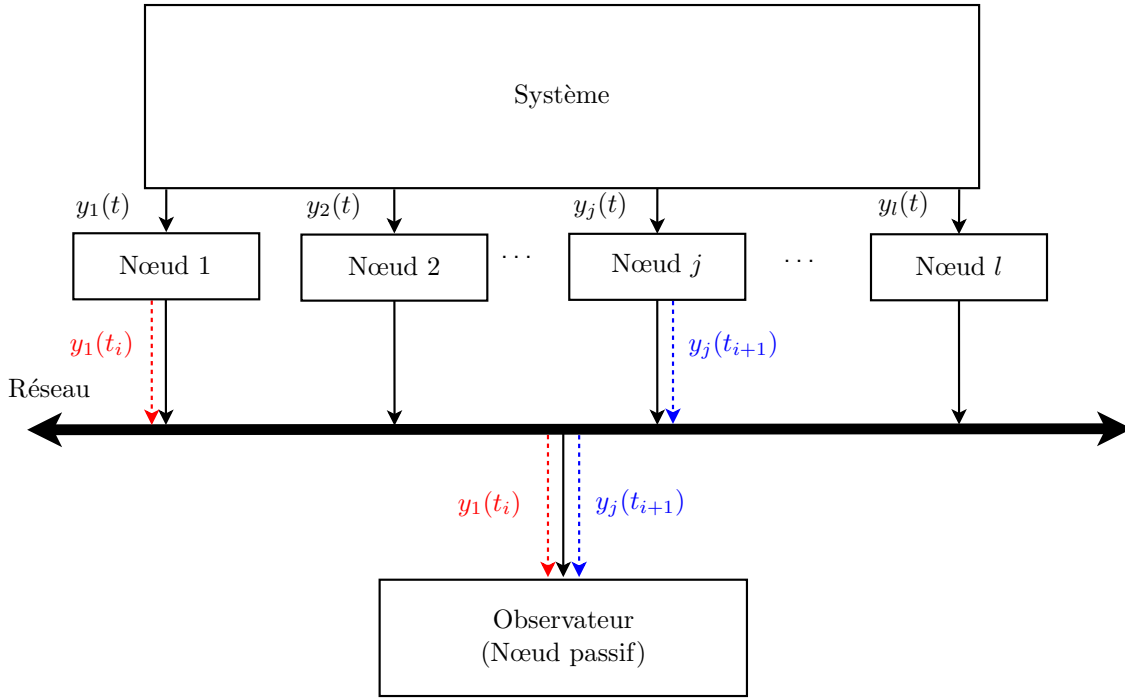 Système
y₁(t) y₂(t) yⱼ(t) yₗ(t)
Nœud 1 Nœud 2 ··· Nœud j ··· Nœud l
y₁(tᵢ) yⱼ(tᵢ₊₁)
Réseau
y₁(tᵢ) yⱼ(tᵢ₊₁)
Observateur
(Nœud passif)